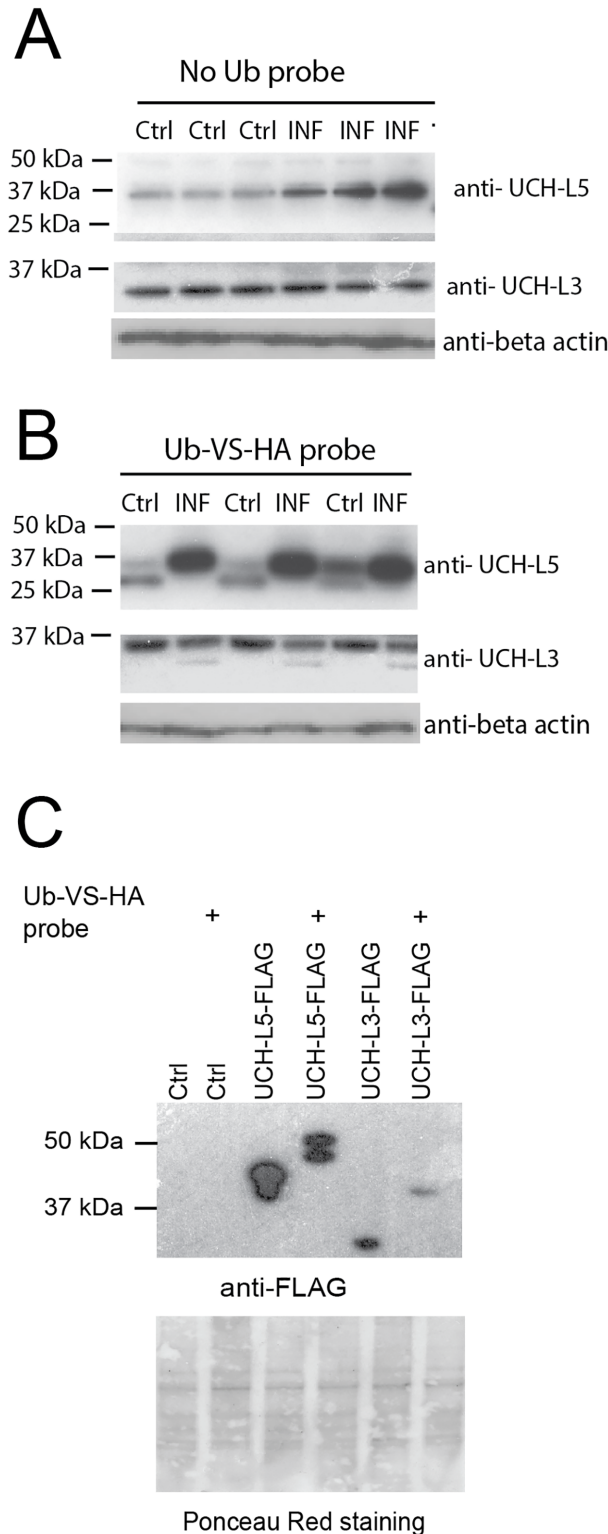 A
No Ub probe
Ctrl Ctrl Ctrl INF INF INF
50 kDa
37 kDa
25 kDa
anti- UCH-L5
37 kDa
anti- UCH-L3
anti-beta actin
B
Ub-VS-HA probe
Ctrl INF Ctrl INF Ctrl INF
50 kDa
37 kDa
25 kDa
anti- UCH-L5
37 kDa
anti- UCH-L3
anti-beta actin
C
Ub-VS-HA
probe
+ + +
Ctrl
Ctrl
UCH-L5-FLAG
UCH-L5-FLAG
UCH-L3-FLAG
UCH-L3-FLAG
50 kDa
37 kDa
anti-FLAG
Ponceau Red staining